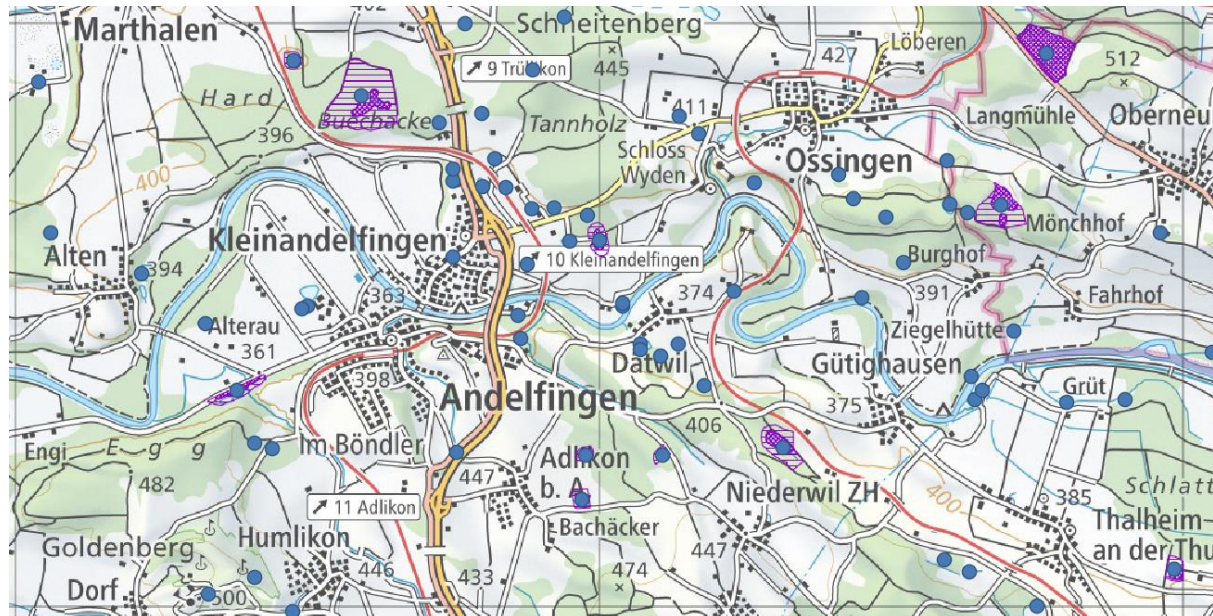 Marthalen
Schneitenberg
9 Trüllikon
445
427
Löberen
512
Hard
Buechacke
Tannholz
411
Langmühle
Oberneu
396
400
Schloss
Wyden
Ossingen
Mönchhof
Kleinandelfingen
10 Kleinandelfingen
Burghof
Alten
394
363
374
391
Fahrhof
Alterau
361
Ziegelhütte
Dätwil
Gütighausen
398
Andelfingen
375
Grüt
Engi
Egg
Im Böndler
406
447
Adlikon
b. A
482
Niederwil ZH
400
385
Schlatt
11 Adlikon
Bachäcker
Thalheim
an der Thu
Goldenberg
Humlikon
447
Dorf
500
446
433
474